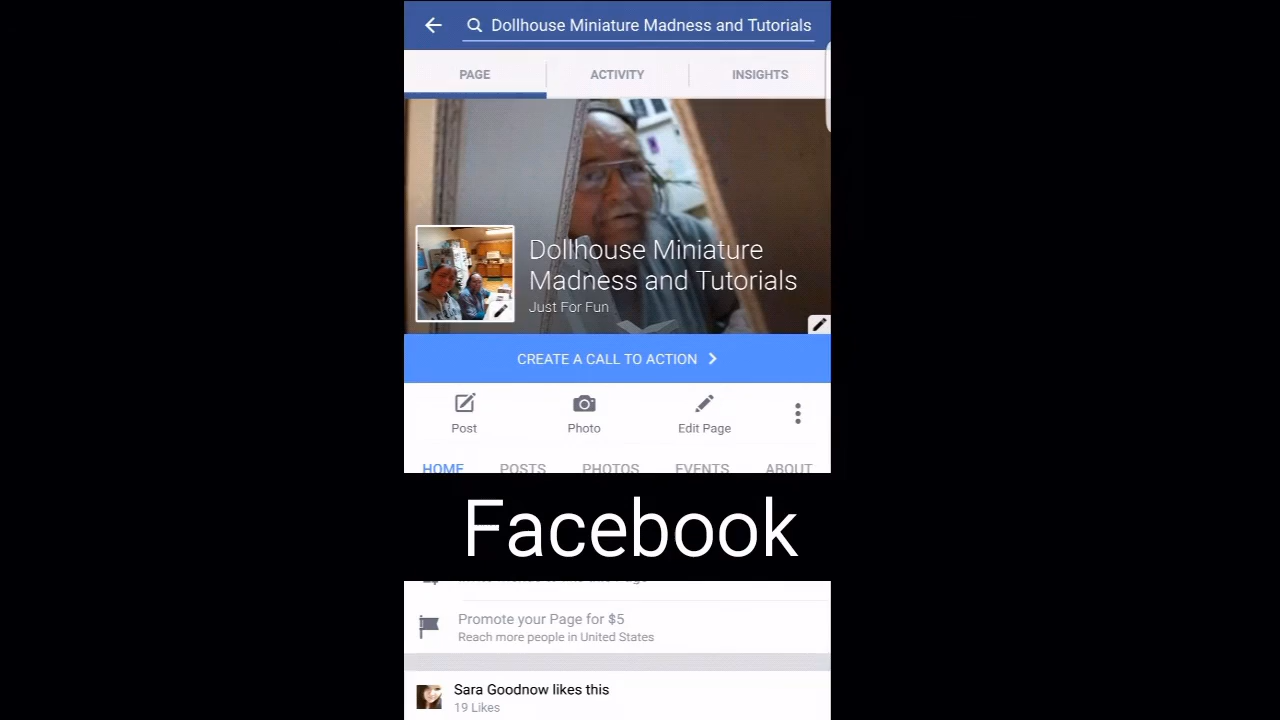 Dollhouse Miniature Madness and Tutorials
PAGE
ACTIVITY
INSIGHTS
Dollhouse Miniature
Madness and Tutorials
Just For Fun
CREATE A CALL TO ACTION
Post
Photo
Edit Page
HOME
POSTS
PHOTOS
EVENTS
ABOUT
Facebook
Promote your Page for $5
Reach more people in United States
Sara Goodnow likes this
19 Likes